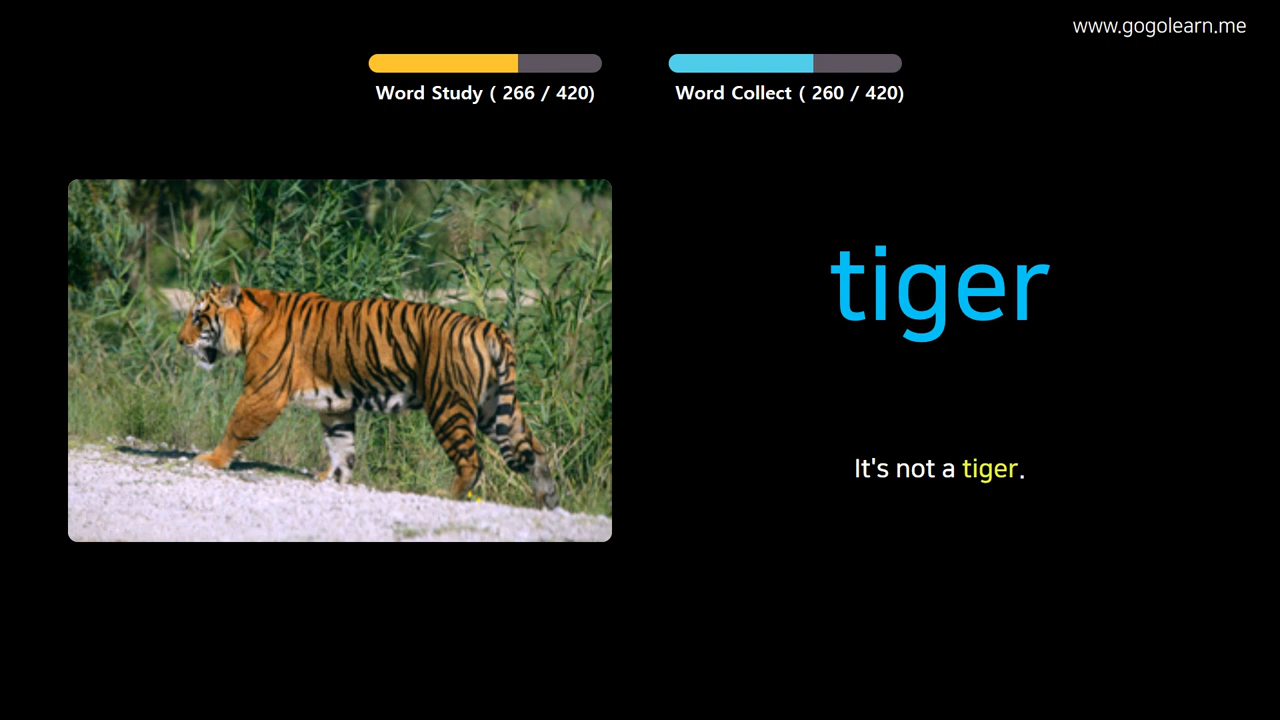 www.gogolearn.me
Word Study ( 266 / 420)
Word Collect ( 260 / 420)
tiger
It's not a tiger.